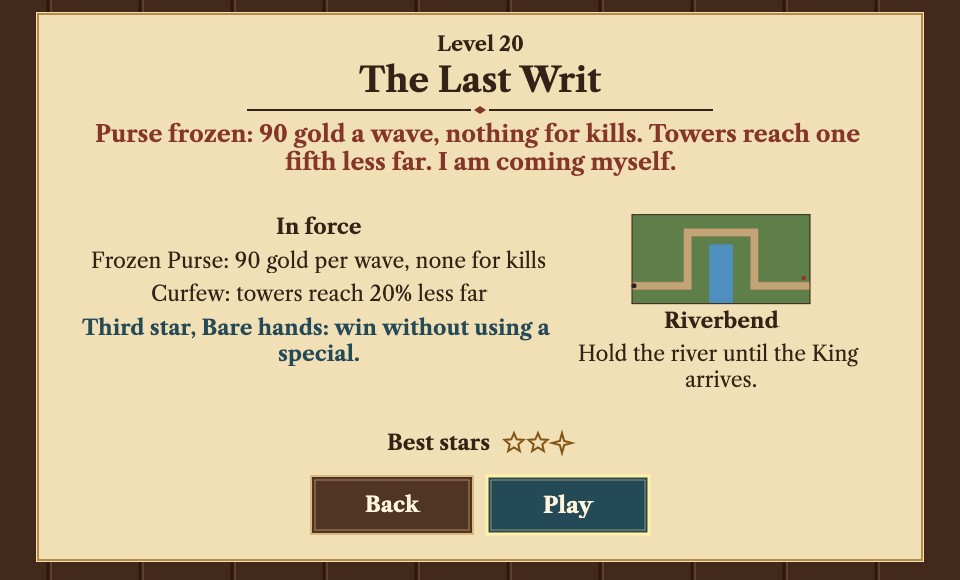 Level 20
The Last Writ
Purse frozen: 90 gold a wave, nothing for kills. Towers reach one
fifth less far. I am coming myself.
In force
Frozen Purse: 90 gold per wave, none for kills
Curfew: towers reach 20% less far
Third star, Bare hands: win without using a
special.
Riverbend
Hold the river until the King
arrives.
Best stars
Back
Play